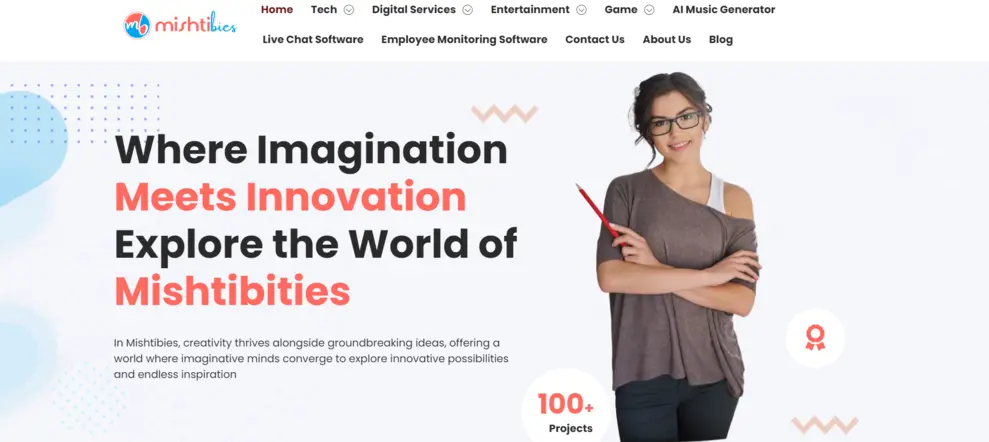 mb mishtibies
Home Tech Digital Services Entertainment Game AI Music Generator
Live Chat Software Employee Monitoring Software Contact Us About Us Blog
Where Imagination
Meets Innovation
Explore the World of
Mishtibities
In Mishtibies, creativity thrives alongside groundbreaking ideas, offering a
world where imaginative minds converge to explore innovative possibilities
and endless inspiration
100+
Projects